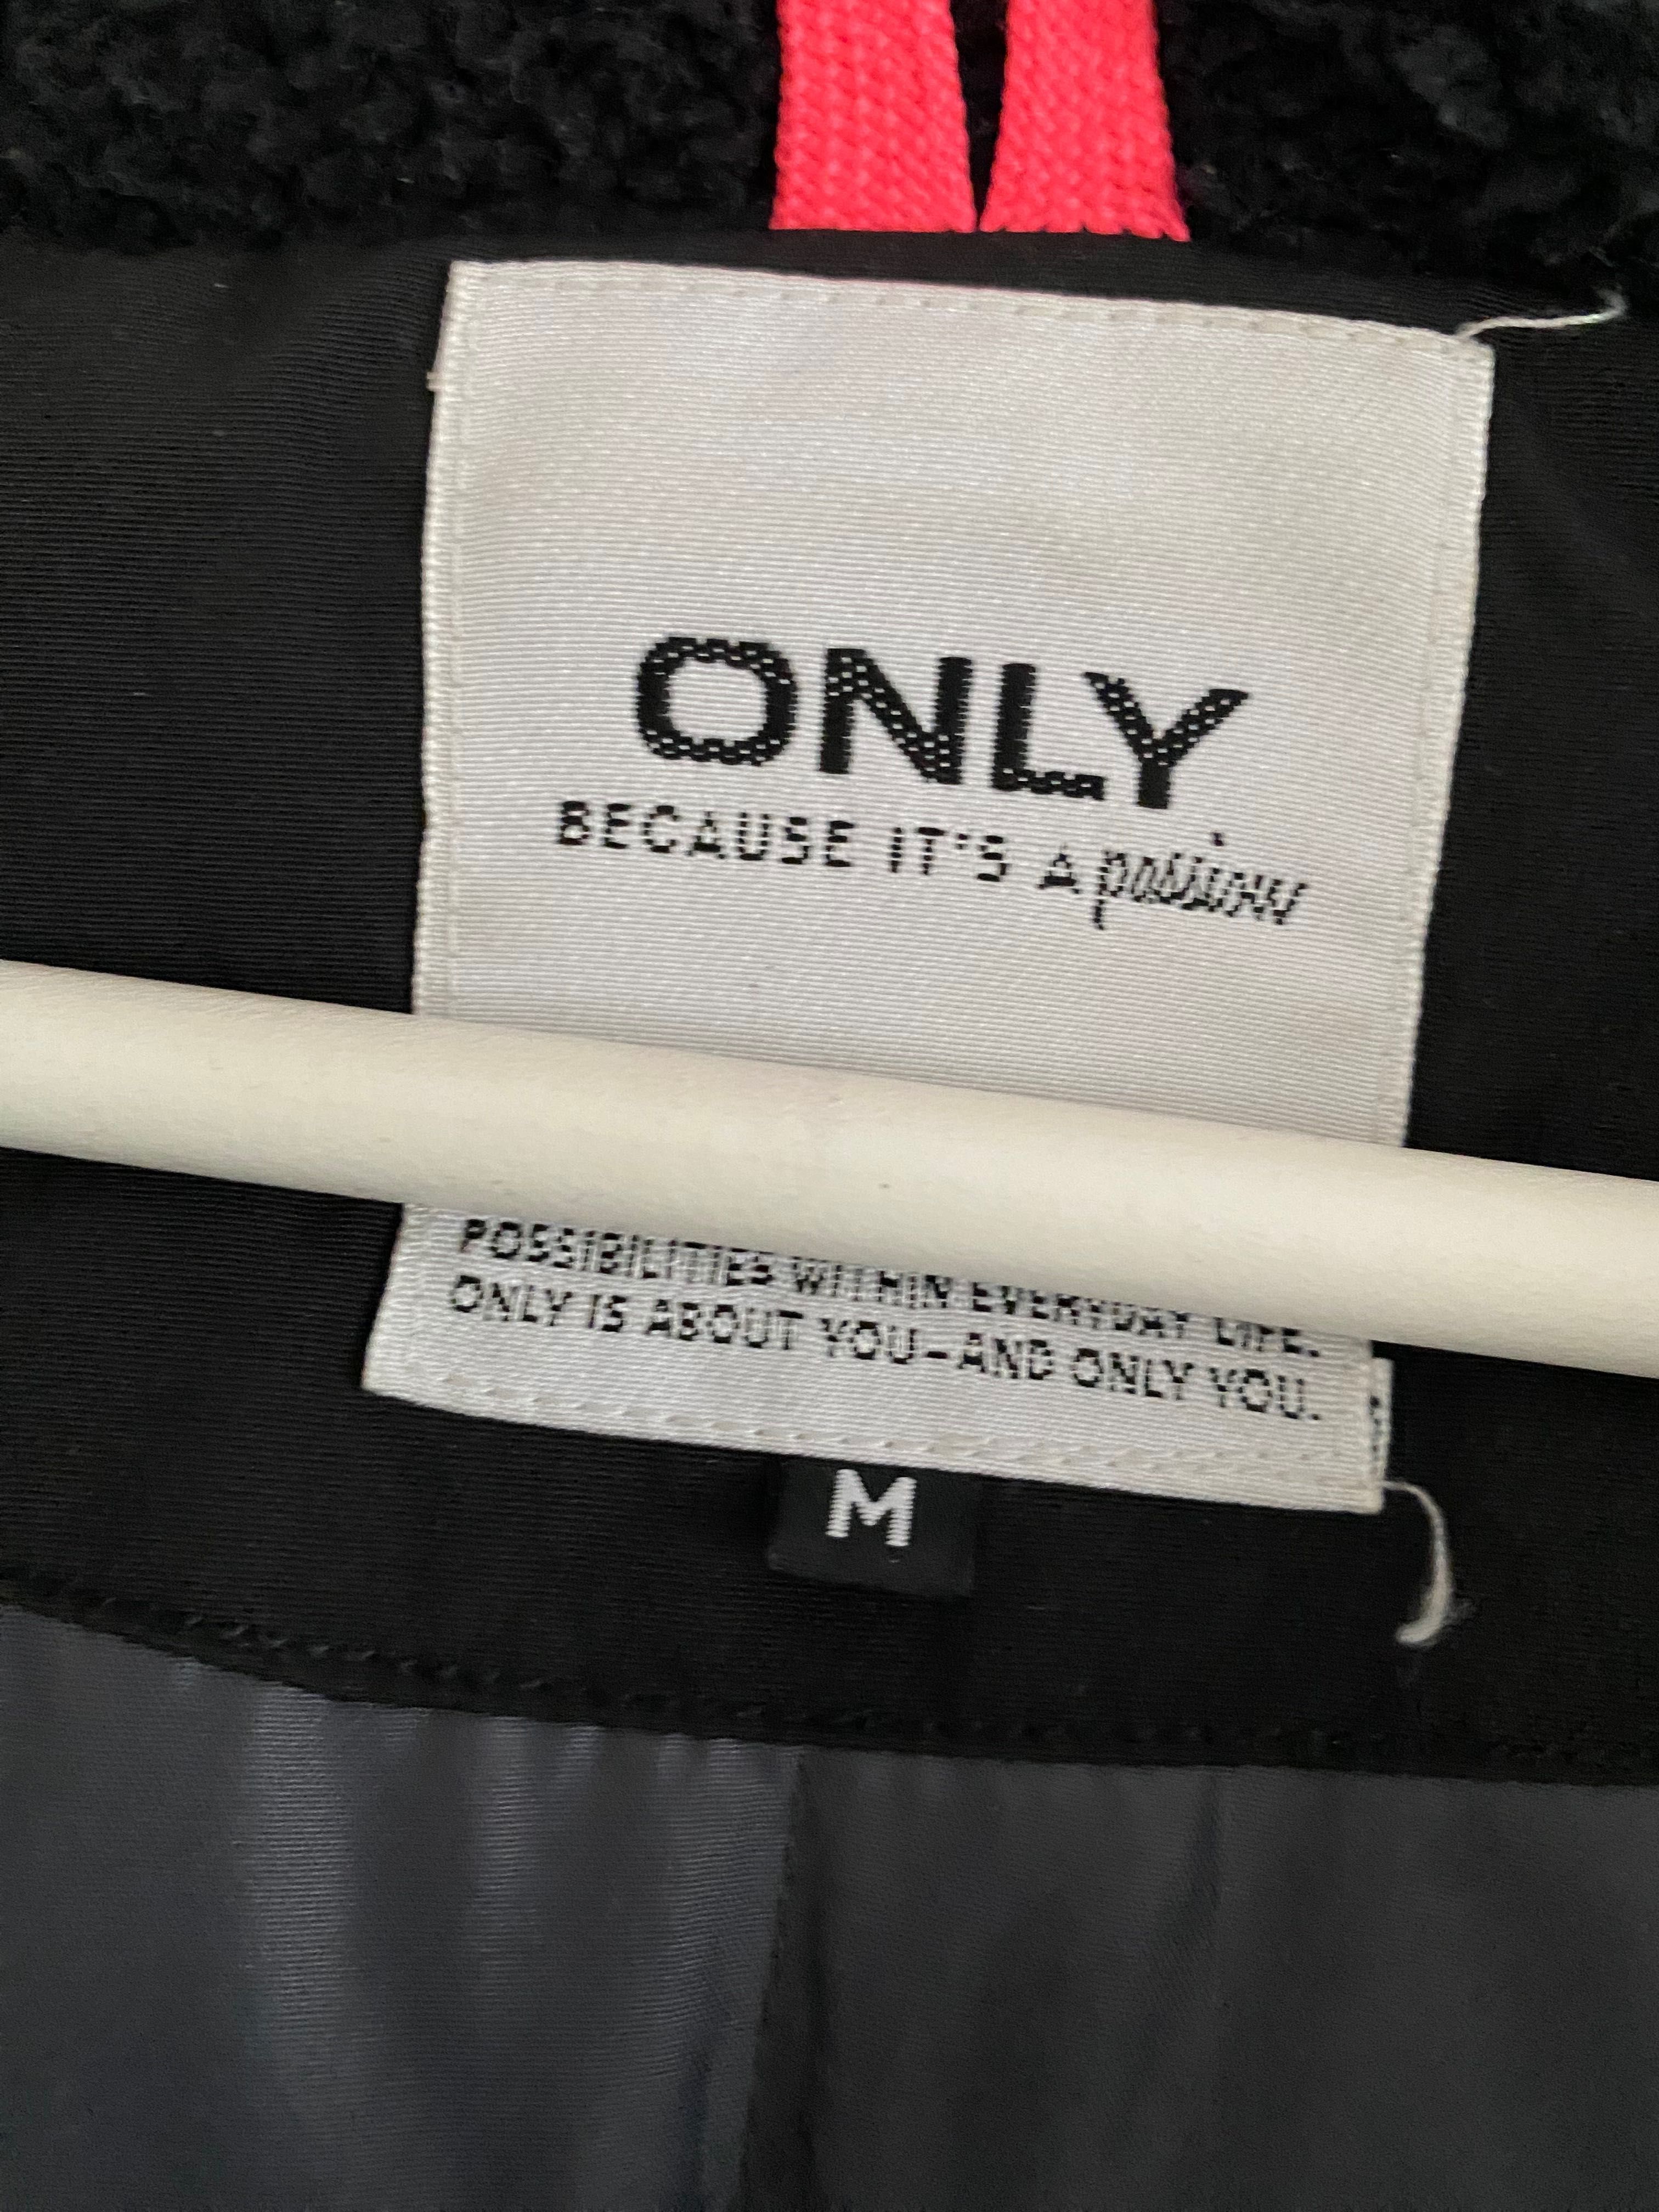 ONLY
BECAUSE IT'S A passion
POSSIBILITIES WITHIN EVERYDAY LIFE.
ONLY IS ABOUT YOU–AND ONLY YOU.
M